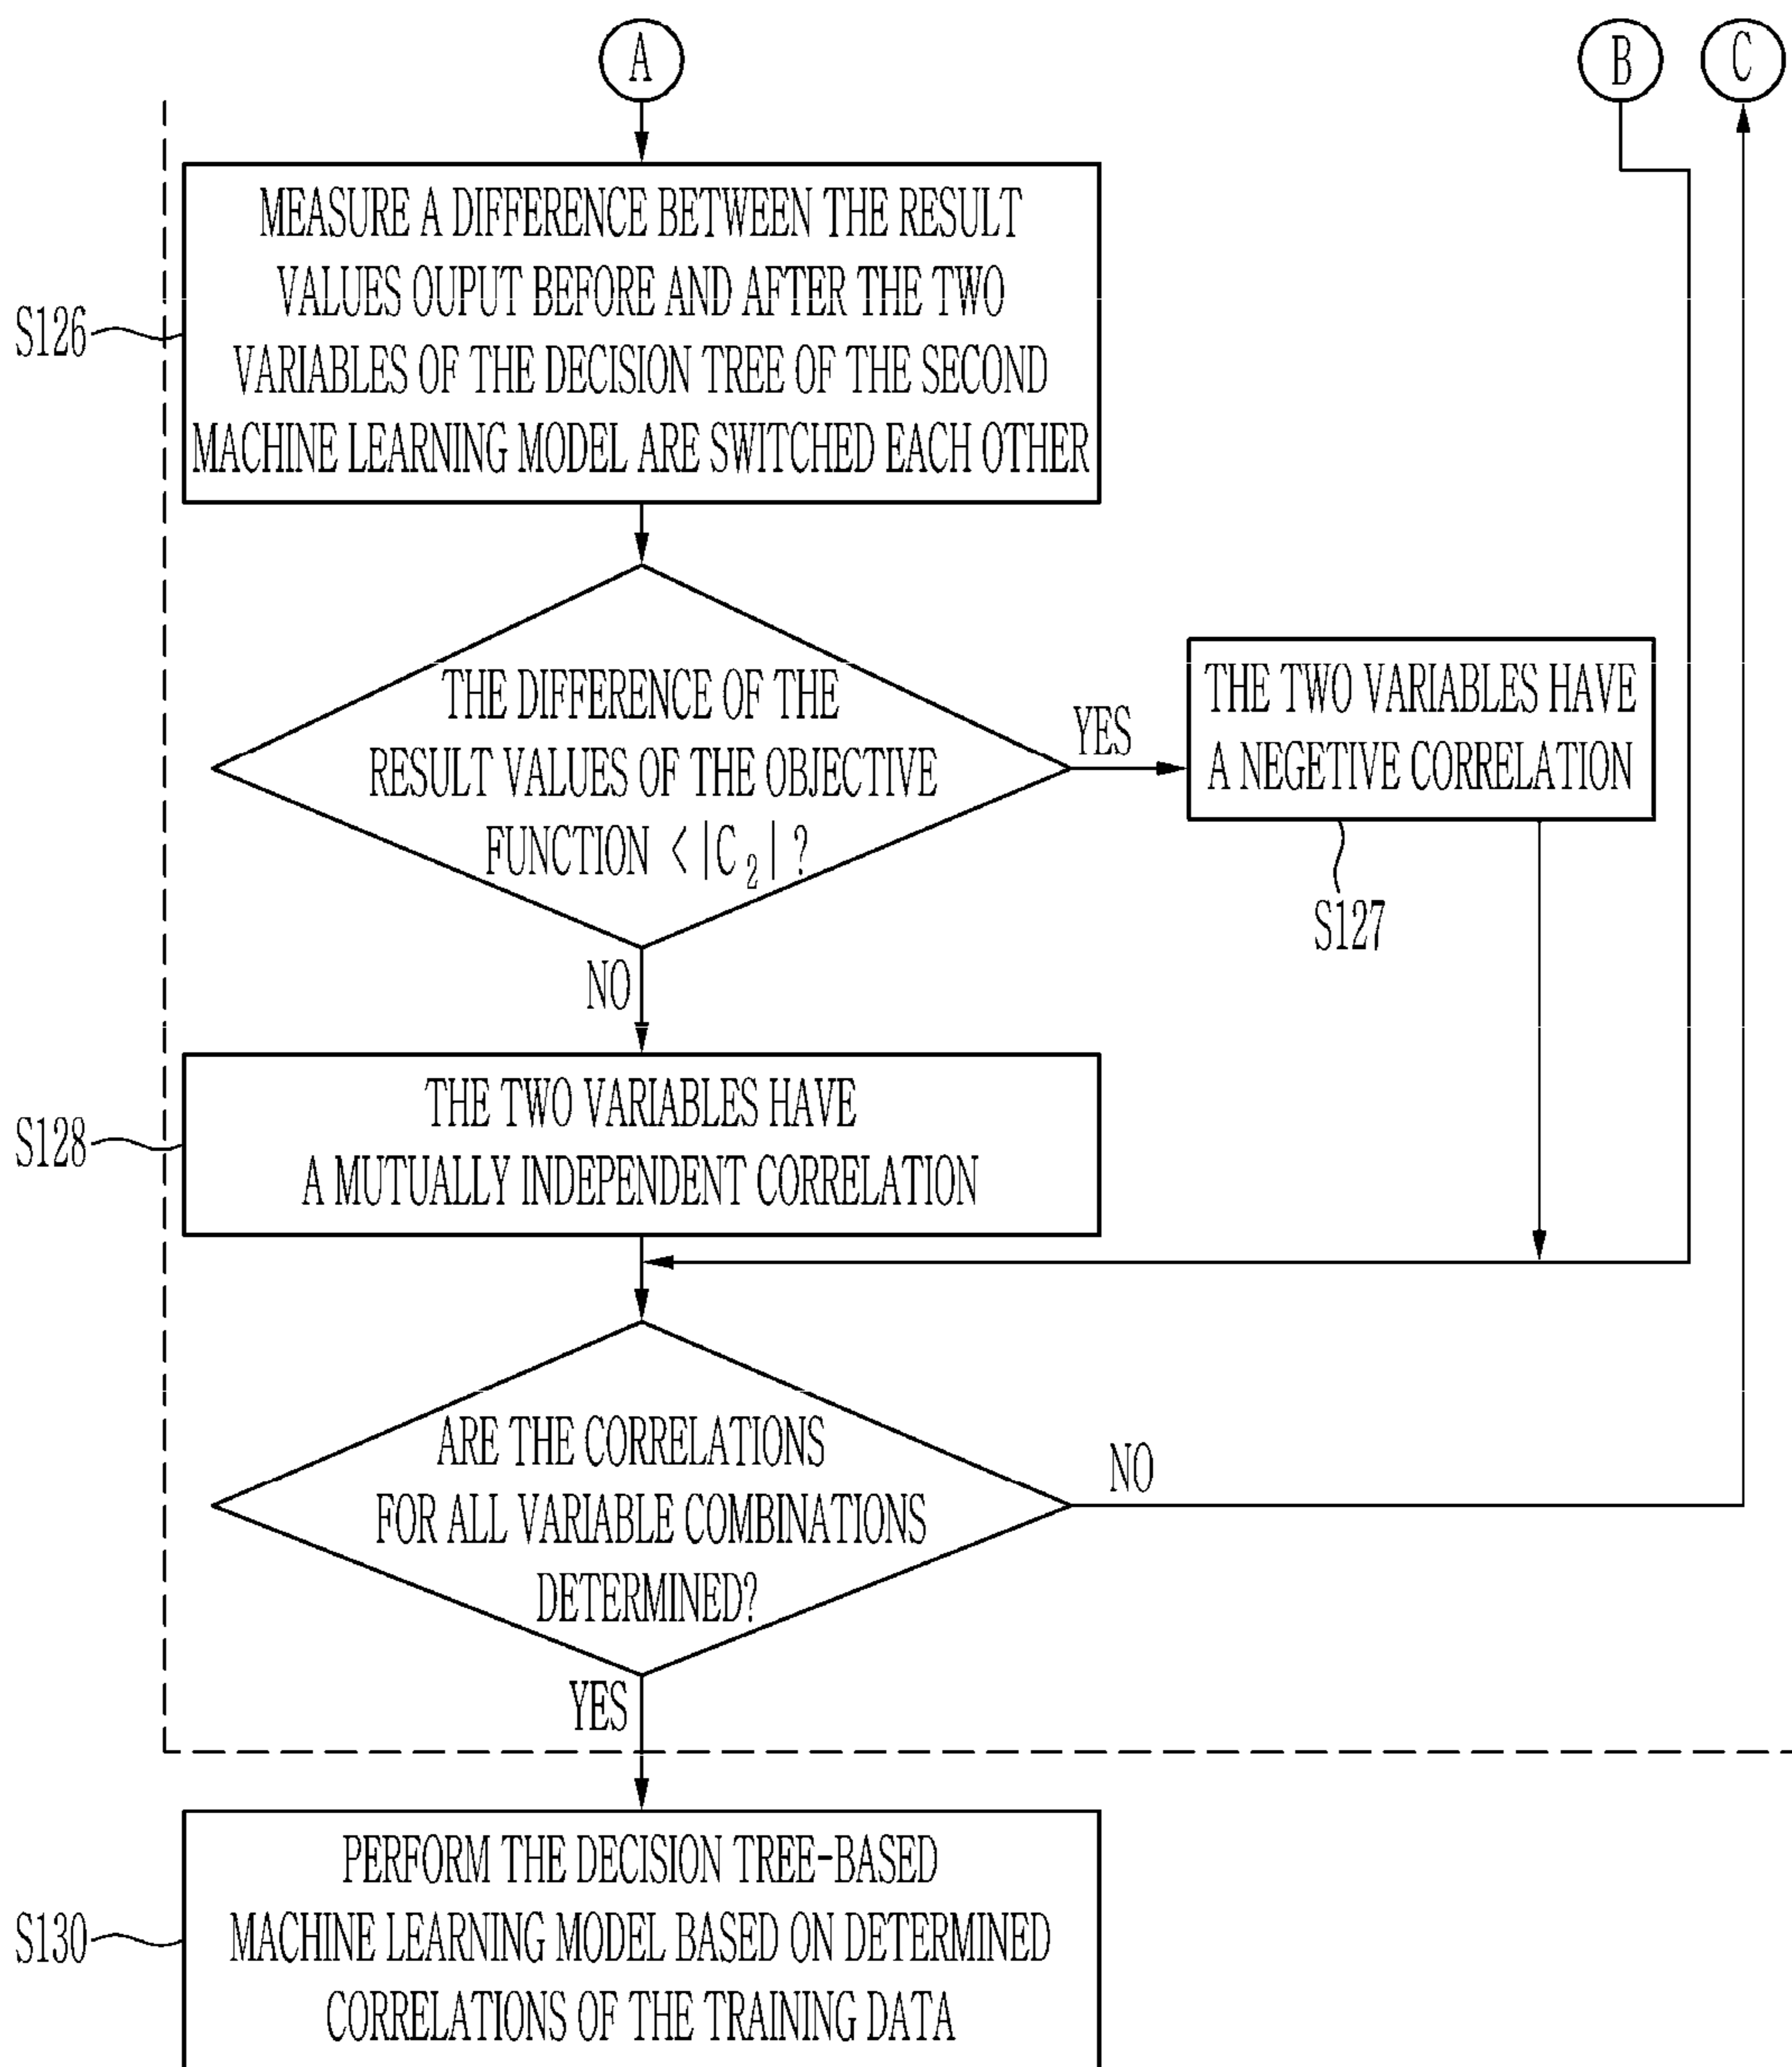 A
B
C
MEASURE A DIFFERENCE BETWEEN THE RESULT
VALUES OUPUT BEFORE AND AFTER THE TWO
VARIABLES OF THE DECISION TREE OF THE SECOND
MACHINE LEARNING MODEL ARE SWITCHED EACH OTHER
S126
THE DIFFERENCE OF THE
RESULT VALUES OF THE OBJECTIVE
FUNCTION < |C₂| ?
YES
THE TWO VARIABLES HAVE
A NEGETIVE CORRELATION
S127
NO
THE TWO VARIABLES HAVE
A MUTUALLY INDEPENDENT CORRELATION
S128
ARE THE CORRELATIONS
FOR ALL VARIABLE COMBINATIONS
DETERMINED?
NO
YES
PERFORM THE DECISION TREE-BASED
MACHINE LEARNING MODEL BASED ON DETERMINED
CORRELATIONS OF THE TRAINING DATA
S130